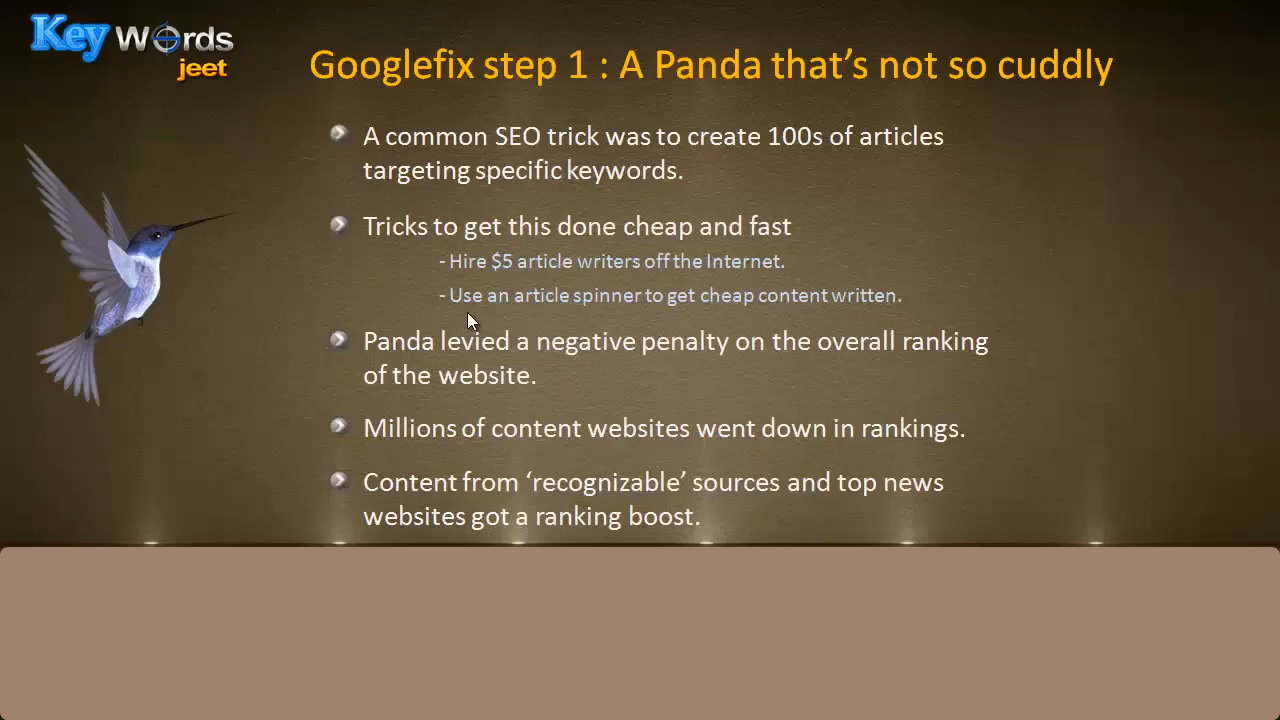 Key Words
jeet
Googlefix step 1 : A Panda that's not so cuddly
A common SEO trick was to create 100s of articles
targeting specific keywords.
Tricks to get this done cheap and fast
- Hire $5 article writers off the Internet.
- Use an article spinner to get cheap content written.
Panda levied a negative penalty on the overall ranking
of the website.
Millions of content websites went down in rankings.
Content from ‘recognizable’ sources and top news
websites got a ranking boost.